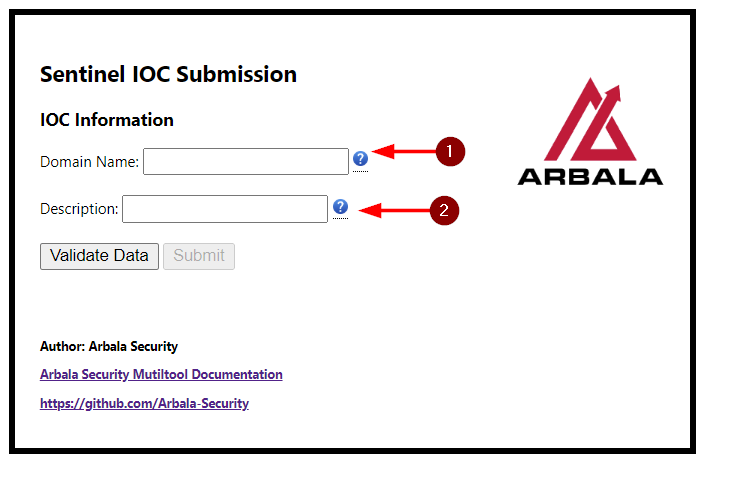 Sentinel IOC Submission
IOC Information
Domain Name: ? 1
ARBALA
Description: ? 2
Validate Data Submit
Author: Arbala Security
Arbala Security Mutiltool Documentation
https://github.com/Arbala-Security